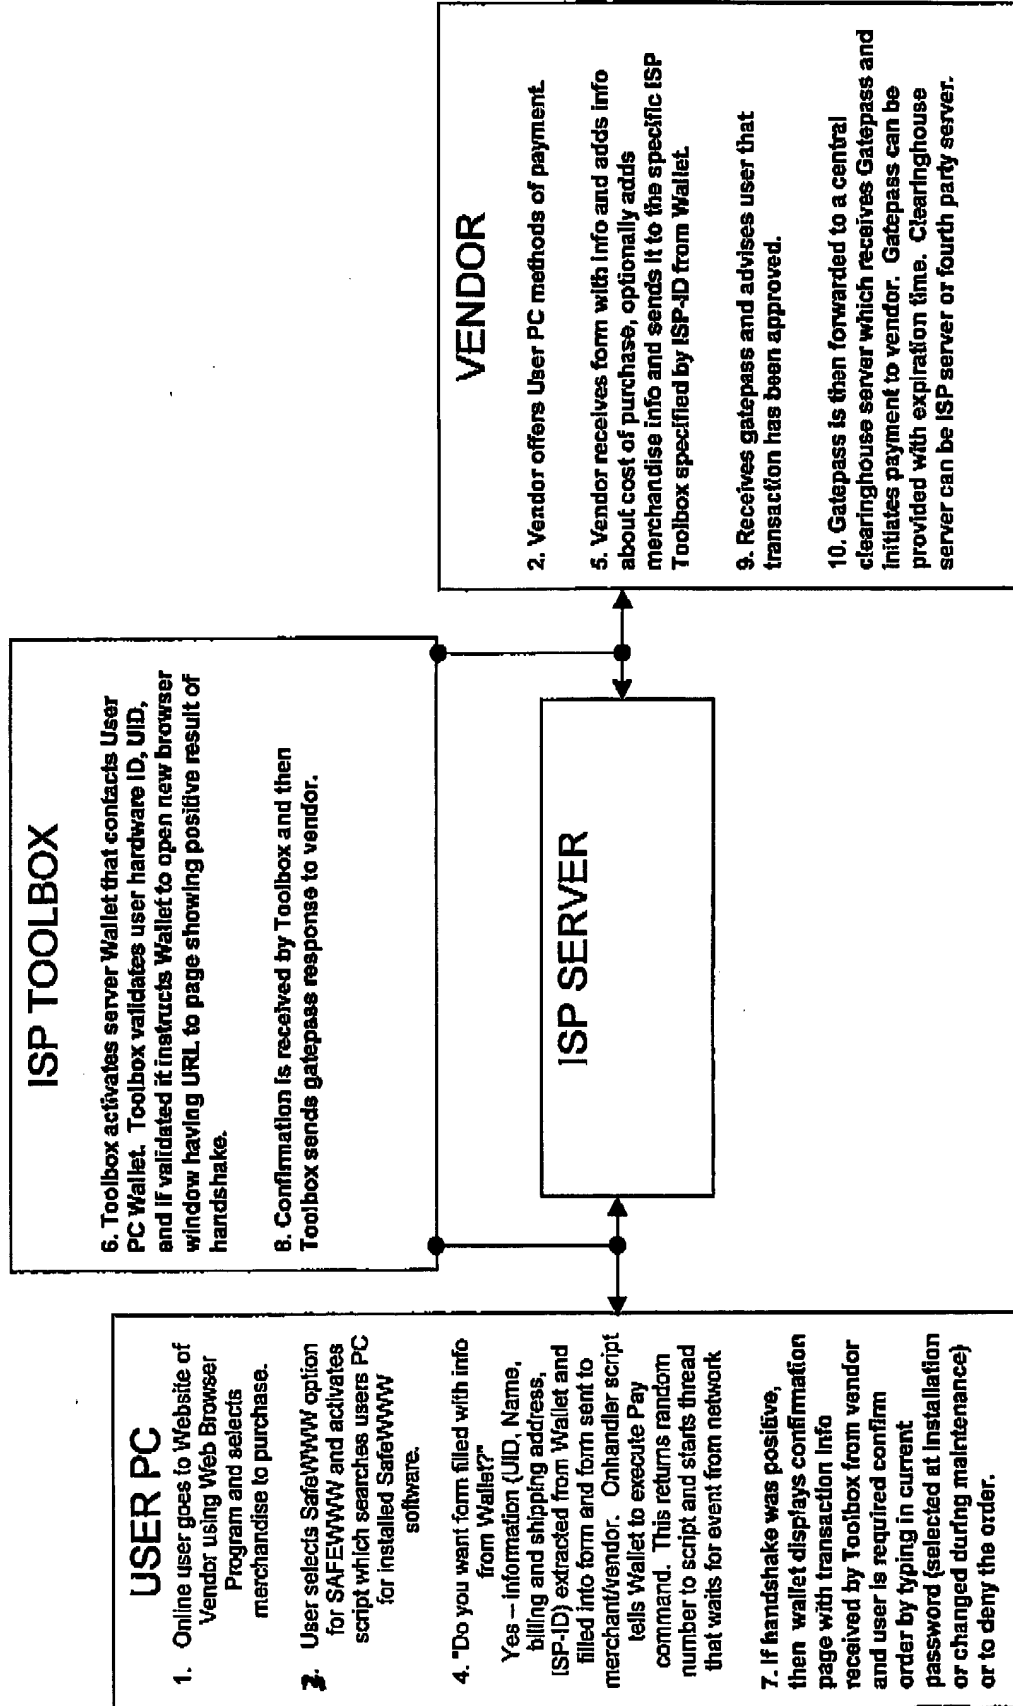 USER PC
1. Online user goes to Website of
Vendor using Web Browser
Program and selects
merchandise to purchase.
3. User selects SafeWWW option
for SAFEWWW and activates
script which searches users PC
for installed SafeWWW
software.
4. "Do you want form filled with info
from Wallet?"
Yes – information (UID, Name,
billing and shipping address,
ISP-ID) extracted from Wallet and
filled into form and form sent to
merchant/vendor. Onhandler script
tells Wallet to execute Pay
command. This returns random
number to script and starts thread
that waits for event from network
7. If handshake was positive,
then wallet displays confirmation
page with transaction info
received by Toolbox from vendor
and user is required confirm
order by typing in current
password (selected at installation
or changed during maintenance)
or to deny the order.
ISP TOOLBOX
6. Toolbox activates server Wallet that contacts User
PC Wallet. Toolbox validates user hardware ID, UID,
and if validated it instructs Wallet to open new browser
window having URL to page showing positive result of
handshake.
8. Confirmation is received by Toolbox and then
Toolbox sends gatepass response to vendor.
ISP SERVER
VENDOR
2. Vendor offers User PC methods of payment.
5. Vendor receives form with info and adds info
about cost of purchase, optionally adds
merchandise info and sends it to the specific ISP
Toolbox specified by ISP-ID from Wallet.
9. Receives gatepass and advises user that
transaction has been approved.
10. Gatepass is then forwarded to a central
clearinghouse server which receives Gatepass and
initiates payment to vendor. Gatepass can be
provided with expiration time. Clearinghouse
server can be ISP server or fourth party server.